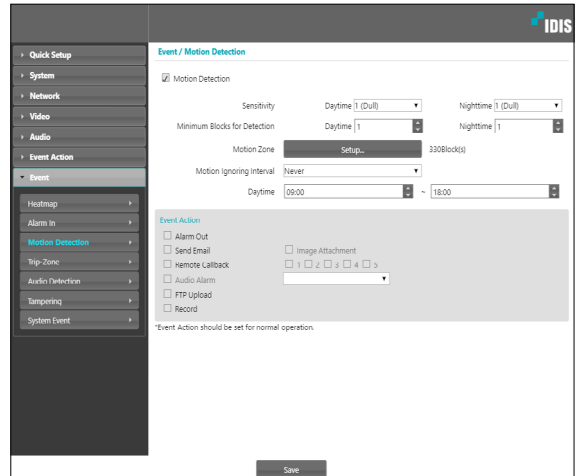 IDIS
Quick Setup
System
Network
Video
Audio
Event Action
Event
Heatmap
Alarm In
Motion Detection
Trip-Zone
Audio Detection
Tampering
System Event
Event / Motion Detection
Motion Detection
Sensitivity Daytime 1 (Dull) Nighttime 1 (Dull)
Minimum Blocks for Detection Daytime 1 Nighttime 1
Motion Zone Setup... 330Block(s)
Motion Ignoring Interval Never
Daytime 09:00 ~ 18:00
Event Action
Alarm Out
Send Email Image Attachment
Remote Callback 1 2 3 4 5
Audio Alarm
FTP Upload
Record
*Event Action should be set for normal operation.
Save